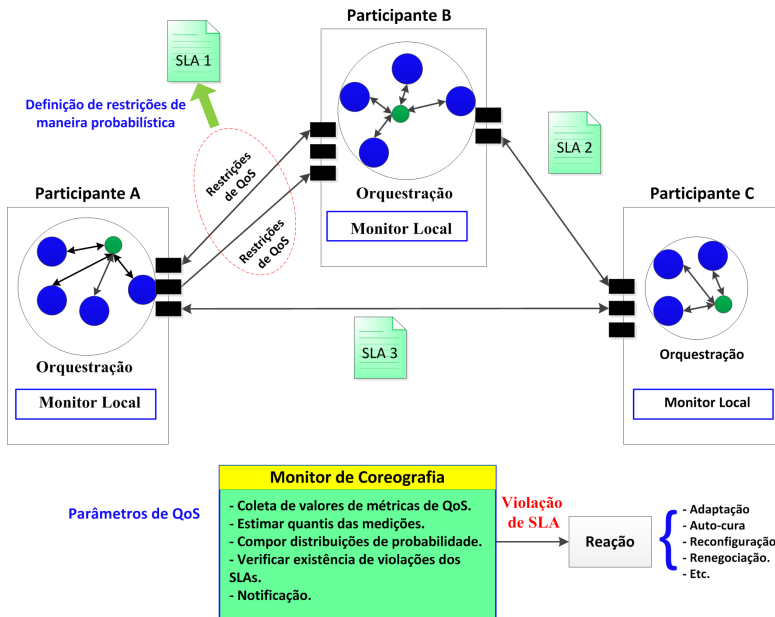 Participante B
SLA 1
Definição de restrições de
maneira probabilística
Restrições
de QoS
Restrições
de QoS
Orquestração
Monitor Local
SLA 2
Participante A
Participante C
Orquestração
Monitor Local
SLA 3
Orquestração
Monitor Local
Monitor de Coreografia
Parâmetros de QoS
- Coleta de valores de métricas de QoS.
- Estimar quantis das medições.
- Compor distribuições de probabilidade.
- Verificar existência de violações dos
SLAs.
- Notificação.
Violação
de SLA
Reação
{
- Adaptação
- Auto-cura
- Reconfiguração
- Renegociação.
- Etc.